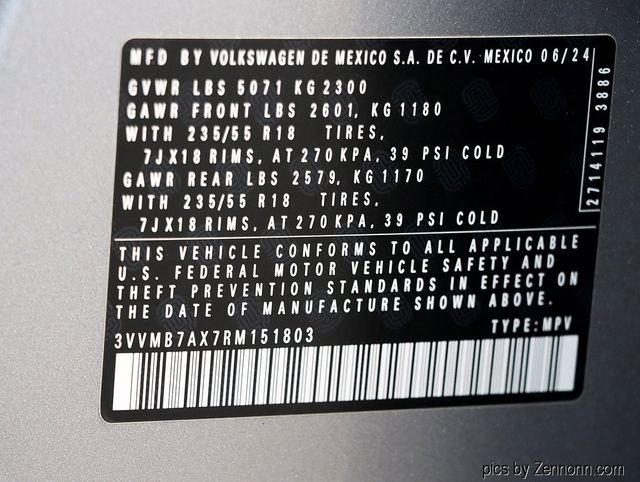 MFD BY VOLKSWAGEN DE MEXICO S.A. DE C.V. MEXICO 06/24
GVWR LBS 5071 KG 2300
GAWR FRONT LBS 2601, KG 1180
WITH 235/55 R18 TIRES,
7JX18 RIMS, AT 270 KPA, 39 PSI COLD
GAWR REAR LBS 2579, KG 1170
WITH 235/55 R18 TIRES,
7JX18 RIMS, AT 270 KPA, 39 PSI COLD
2714119 3886
THIS VEHICLE CONFORMS TO ALL APPLICABLE
U.S. FEDERAL MOTOR VEHICLE SAFETY AND
THEFT PREVENTION STANDARDS IN EFFECT ON
THE DATE OF MANUFACTURE SHOWN ABOVE.
3VVMB7AX7RM151803 TYPE: MPV
pics by Zennonn.com